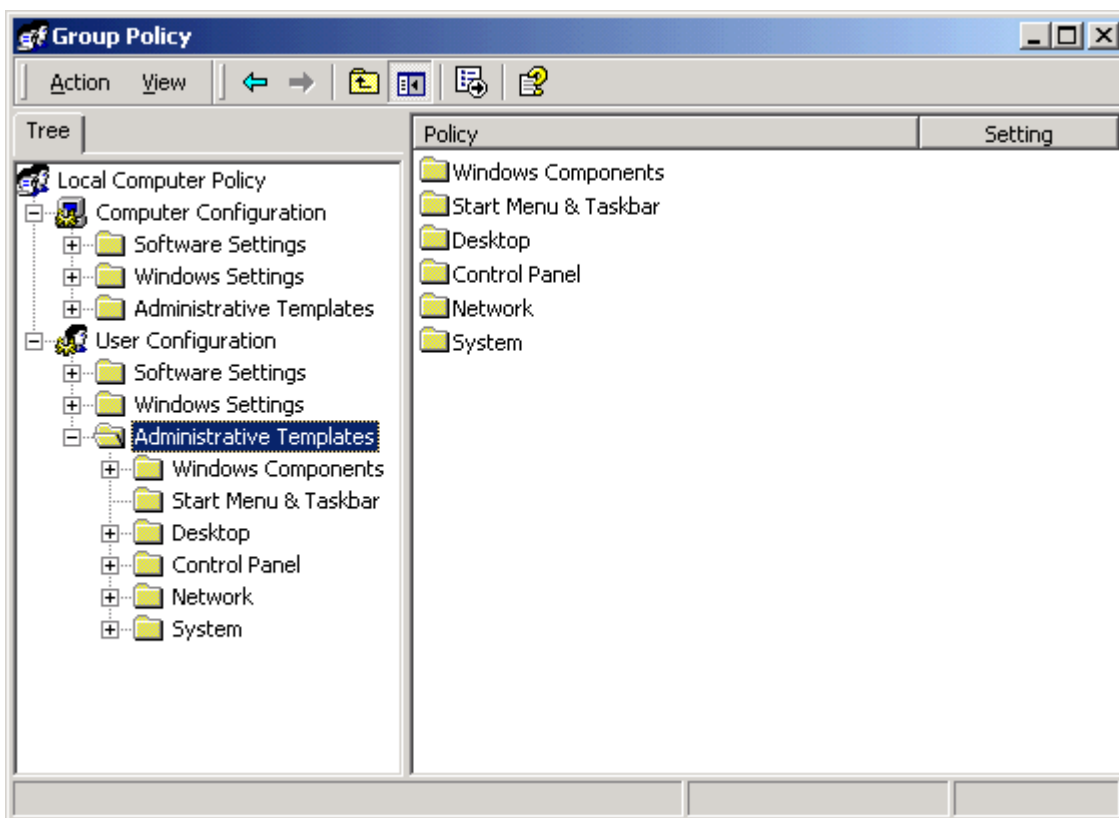 Group Policy
Action View
Tree
Policy Setting
Local Computer Policy
Computer Configuration
Software Settings
Windows Settings
Administrative Templates
User Configuration
Software Settings
Windows Settings
Administrative Templates
Windows Components
Start Menu & Taskbar
Desktop
Control Panel
Network
System
Windows Components
Start Menu & Taskbar
Desktop
Control Panel
Network
System